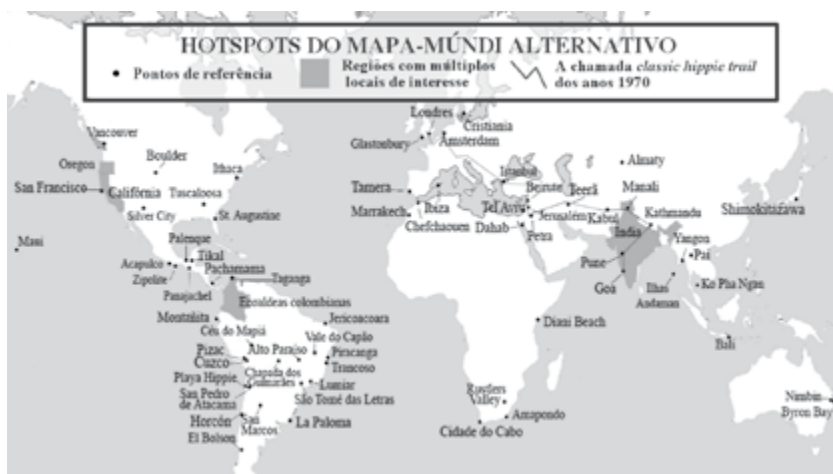 HOTSPOTS DO MAPA-MÚNDI ALTERNATIVO
Pontos de referência
Regiões com múltiplos
locais de interesse
A chamada classic hippie trail
dos anos 1970
Londres
Cristiania
Vancouver
Glastonbury
Amsterdam
Oregon
Boulder
Ithaca
Istanbul
Almaty
San Francisco
Califórnia
Tuscaloosa
Tamera
Beirute
Teerã
Manali
Silver City
St. Augustine
Marrakech
Ibiza
Tel Aviv
Jerusalém
Kabul
Kathmandu
Shimokitazawa
Chefchaouen
Dahab
Petra
India
Yangon
Maui
Palenque
Tikal
Pune
Pai
Acapulco
Pachamama
Taganga
Goa
Ilhas
Andaman
Ko Pha Ngan
Zipolite
Panajachel
Ecoaldeias colombianas
Montañita
Jericoacoara
Diani Beach
Céu do Mapiá
Vale do Capão
Bali
Pizac
Alto Paraíso
Piracanga
Cuzco
Chapada dos
Guimarães
Trancoso
Playa Hippie
Lumiar
San Pedro
de Atacama
São Tomé das Letras
Rustlers
Valley
Nimbin
Horcón
San
Marcos
La Paloma
Amapondo
Byron Bay
El Bolson
Cidade do Cabo